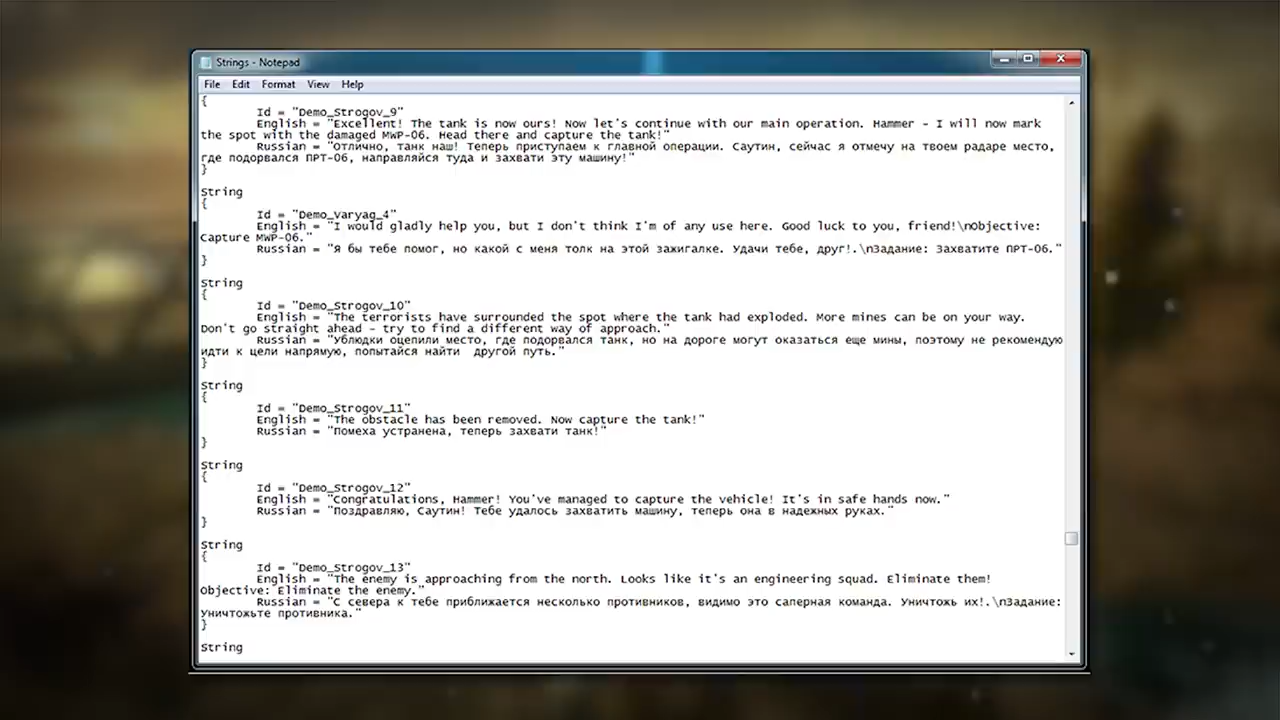 Strings - Notepad
File Edit Format View Help
{
Id = "Demo_Strogov_9"
English = "Excellent! The tank is now ours! Now let's continue with our main operation. Hammer - I will now mark
the spot with the damaged MWP-06. Head there and capture the tank!"
Russian = "Отлично, танк наш! Теперь приступаем к главной операции. Саутин, сейчас я отмечу на твоем радаре место,
где подорвался ПРТ-06, направляйся туда и захвати эту машину!"
}
String
{
Id = "Demo_Varyag_4"
English = "I would gladly help you, but I don't think I'm of any use here. Good luck to you, friend!\nObjective:
Capture MWP-06."
Russian = "Я бы тебе помог, но какой с меня толк на этой зажигалке. Удачи тебе, друг!.\nЗадание: Захватите ПРТ-06."
}
String
{
Id = "Demo_Strogov_10"
English = "The terrorists have surrounded the spot where the tank had exploded. More mines can be on your way.
Don't go straight ahead - try to find a different way of approach."
Russian = "Ублюдки оцепили место, где подорвался танк, но на дороге могут оказаться еще мины, поэтому не рекомендую
идти к цели напрямую, попытайся найти  другой путь."
}
String
{
Id = "Demo_Strogov_11"
English = "The obstacle has been removed. Now capture the tank!"
Russian = "Помеха устранена, теперь захвати танк!"
}
String
{
Id = "Demo_Strogov_12"
English = "Congratulations, Hammer! You've managed to capture the vehicle! It's in safe hands now."
Russian = "Поздравляю, Саутин! Тебе удалось захватить машину, теперь она в надежных руках."
}
String
{
Id = "Demo_Strogov_13"
English = "The enemy is approaching from the north. Looks like it's an engineering squad. Eliminate them!
Objective: Eliminate the enemy."
Russian = "С севера к тебе приближается несколько противников, видимо это саперная команда. Уничтожь их!.\nЗадание:
Уничтожьте противника."
}
String